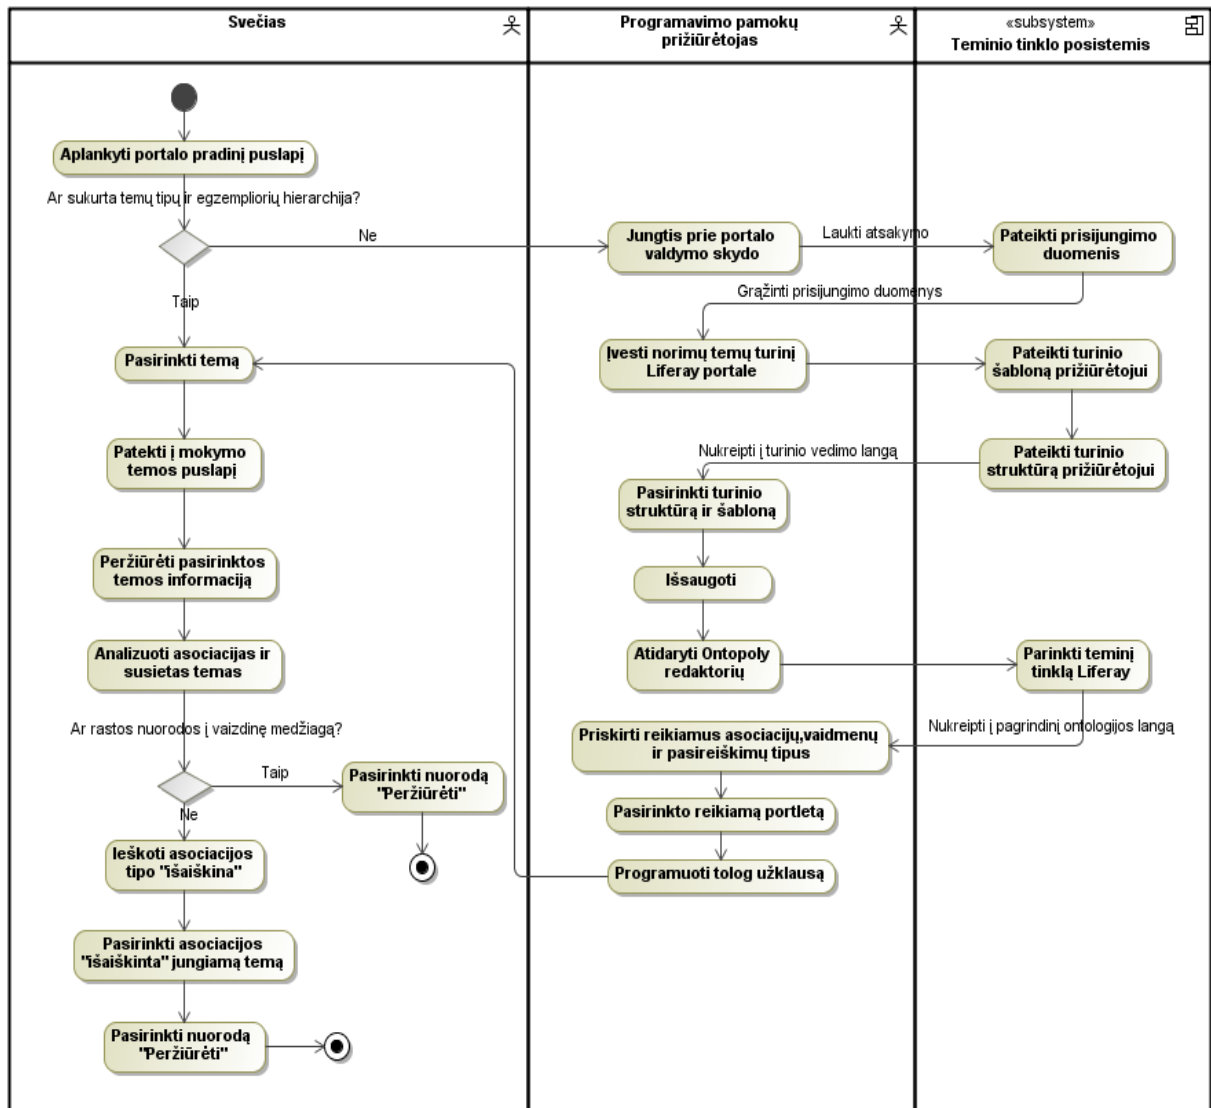 Svečias
Programavimo pamokų
prižiūrėtojas
«subsystem»
Teminio tinklo posistemis
Aplankyti portalo pradinį puslapį
Ar sukurta temų tipų ir egzempliorių hierarchija?
Ne
Jungtis prie portalo
valdymo skydo
Laukti atsakymo
Pateikti prisijungimo
duomenis
Grąžinti prisijungimo duomenys
Taip
Pasirinkti temą
Įvesti norimų temų turinį
Liferay portale
Pateikti turinio
šabloną prižiūrėtojui
Patekti į mokymo
temos puslapį
Nukreipti į turinio vedimo langą
Pateikti turinio
struktūrą prižiūrėtojui
Pasirinkti turinio
struktūrą ir šabloną
Peržiūrėti pasirinktos
temos informaciją
Išsaugoti
Analizuoti asociacijas ir
susietas temas
Atidaryti Ontopoly
redaktorių
Parinkti teminį
tinklą Liferay
Ar rastos nuorodos į vaizdinę medžiagą?
Nukreipti į pagrindinį ontologijos langą
Priskirti reikiamus asociacijų,vaidmenų
ir pasireiškimų tipus
Taip
Pasirinkti nuorodą
"Peržiūrėti"
Ne
Pasirinkto reikiamą portletą
Ieškoti asociacijos
tipo "išaiškina"
Programuoti tolog užklausą
Pasirinkti asociacijos
"išaiškinta" jungiamą temą
Pasirinkti nuorodą
"Peržiūrėti"